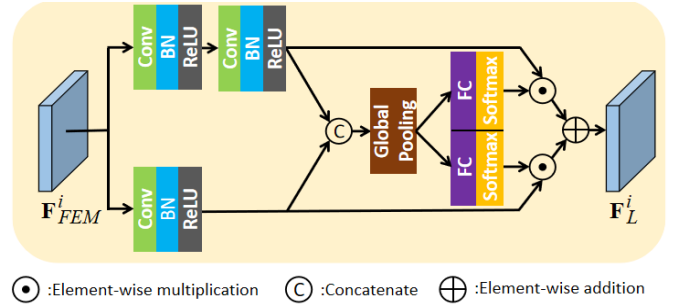 Conv BN ReLU
Conv BN ReLU
F^i_FEM
C
Global
Pooling
FC Softmax
FC Softmax
F^i_L
Conv BN ReLU
:Element-wise multiplication
C :Concatenate
:Element-wise addition